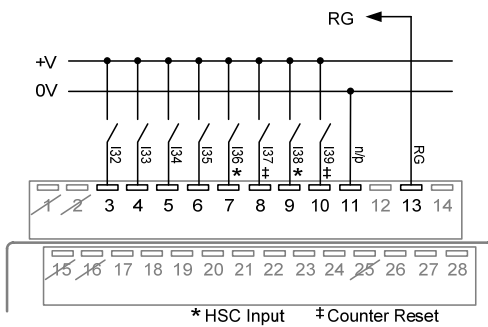 RG
+V
0V
I32 I33 I34 I35 I36 * I37 ‡ I38 * I39 ‡ n/p RG
1 2 3 4 5 6 7 8 9 10 11 12 13 14
15 16 17 18 19 20 21 22 23 24 25 26 27 28
* HSC Input ‡ Counter Reset